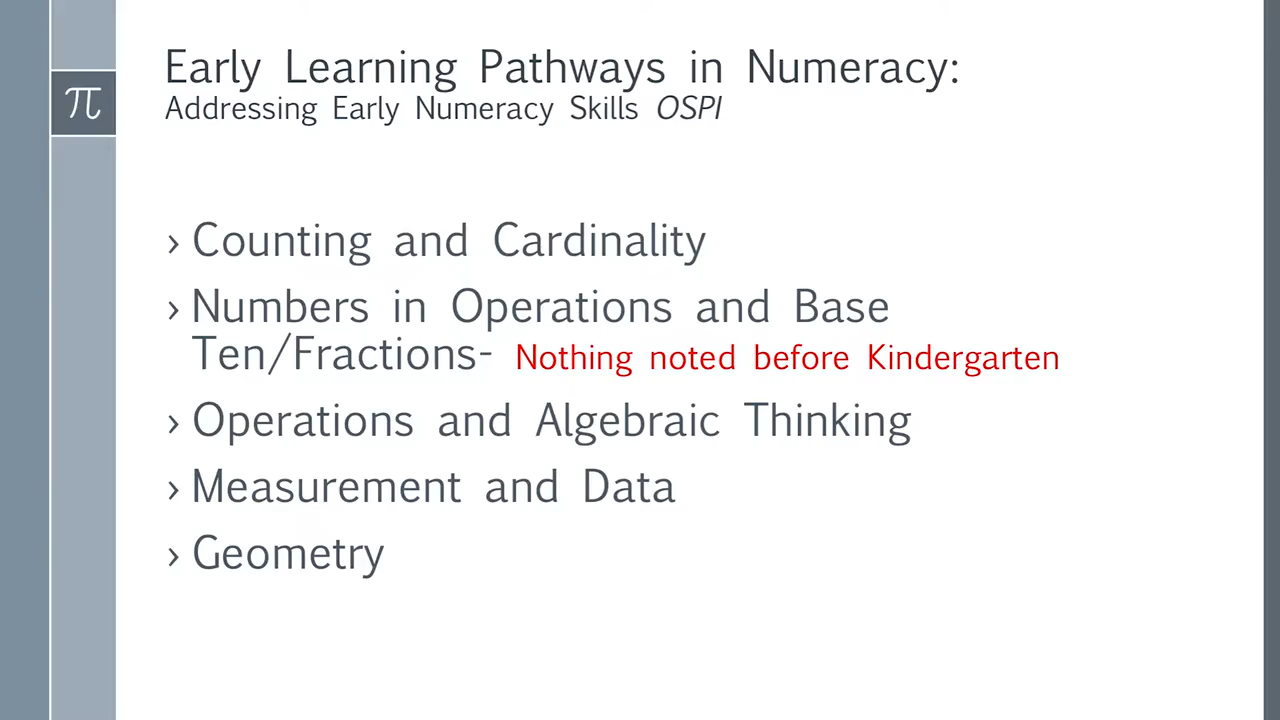 π
Early Learning Pathways in Numeracy:
Addressing Early Numeracy Skills OSPI
› Counting and Cardinality
› Numbers in Operations and Base
Ten/Fractions- Nothing noted before Kindergarten
› Operations and Algebraic Thinking
› Measurement and Data
› Geometry